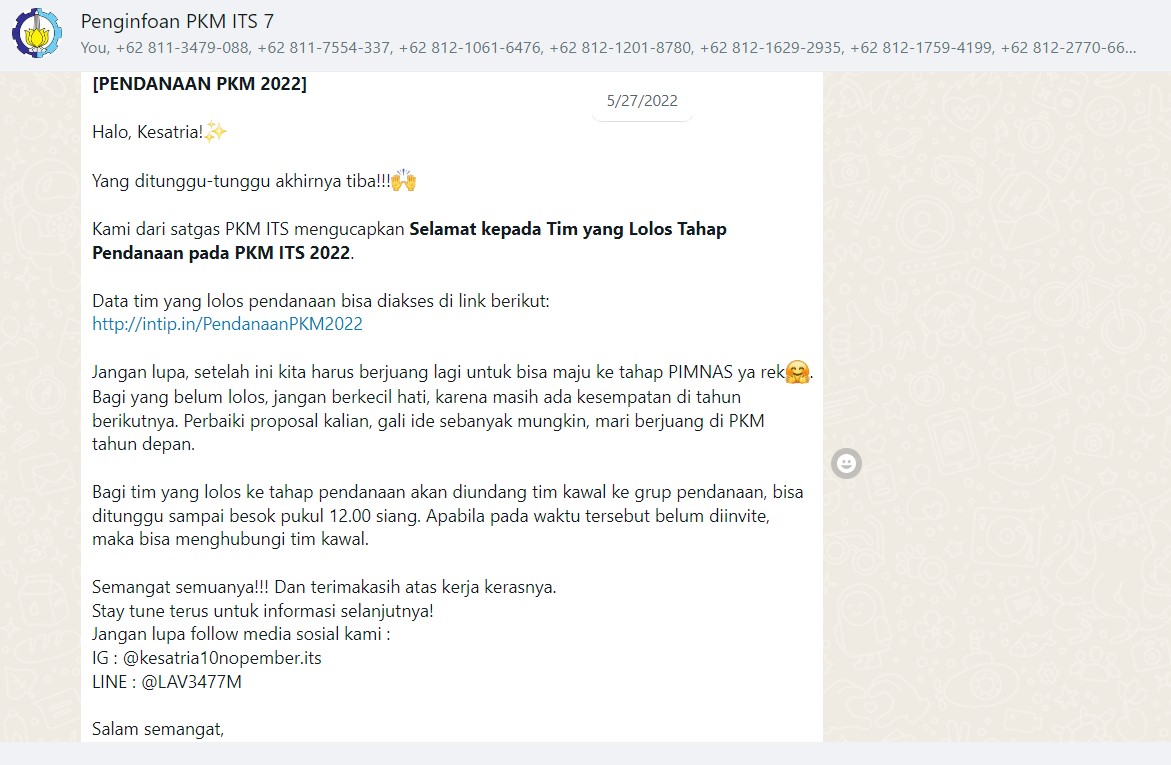 Penginfoan PKM ITS 7
You, +62 811-3479-088, +62 811-7554-337, +62 812-1061-6476, +62 812-1201-8780, +62 812-1629-2935, +62 812-1759-4199, +62 812-2770-66...
[PENDANAAN PKM 2022]
5/27/2022
Halo, Kesatria!✨
Yang ditunggu-tunggu akhirnya tiba!!!🙌
Kami dari satgas PKM ITS mengucapkan Selamat kepada Tim yang Lolos Tahap
Pendanaan pada PKM ITS 2022.
Data tim yang lolos pendanaan bisa diakses di link berikut:
http://intip.in/PendanaanPKM2022
Jangan lupa, setelah ini kita harus berjuang lagi untuk bisa maju ke tahap PIMNAS ya rek🤗.
Bagi yang belum lolos, jangan berkecil hati, karena masih ada kesempatan di tahun
berikutnya. Perbaiki proposal kalian, gali ide sebanyak mungkin, mari berjuang di PKM
tahun depan.
Bagi tim yang lolos ke tahap pendanaan akan diundang tim kawal ke grup pendanaan, bisa
ditunggu sampai besok pukul 12.00 siang. Apabila pada waktu tersebut belum diinvite,
maka bisa menghubungi tim kawal.
Semangat semuanya!!! Dan terimakasih atas kerja kerasnya.
Stay tune terus untuk informasi selanjutnya!
Jangan lupa follow media sosial kami :
IG : @kesatria10nopember.its
LINE : @LAV3477M
Salam semangat,